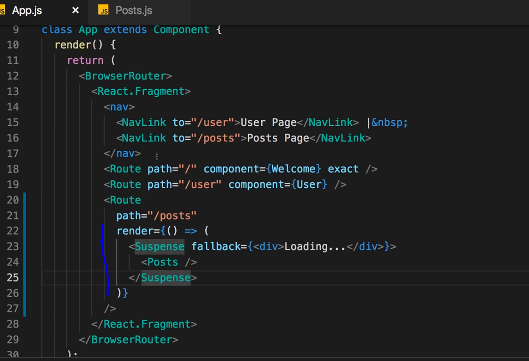 JS App.js × JS Posts.js
9 class App extends Component {
10 render() {
11 return (
12 <BrowserRouter>
13 <React.Fragment>
14 <nav>
15 <NavLink to="/user">User Page</NavLink> |&nbsp;
16 <NavLink to="/posts">Posts Page</NavLink>
17 </nav>
18 <Route path="/" component={Welcome} exact />
19 <Route path="/user" component={User} />
20 <Route
21 path="/posts"
22 render={() => (
23 <Suspense fallback={<div>Loading...</div>}>
24 <Posts />
25 </Suspense>
26 )}
27 />
28 </React.Fragment>
29 </BrowserRouter>
30 );